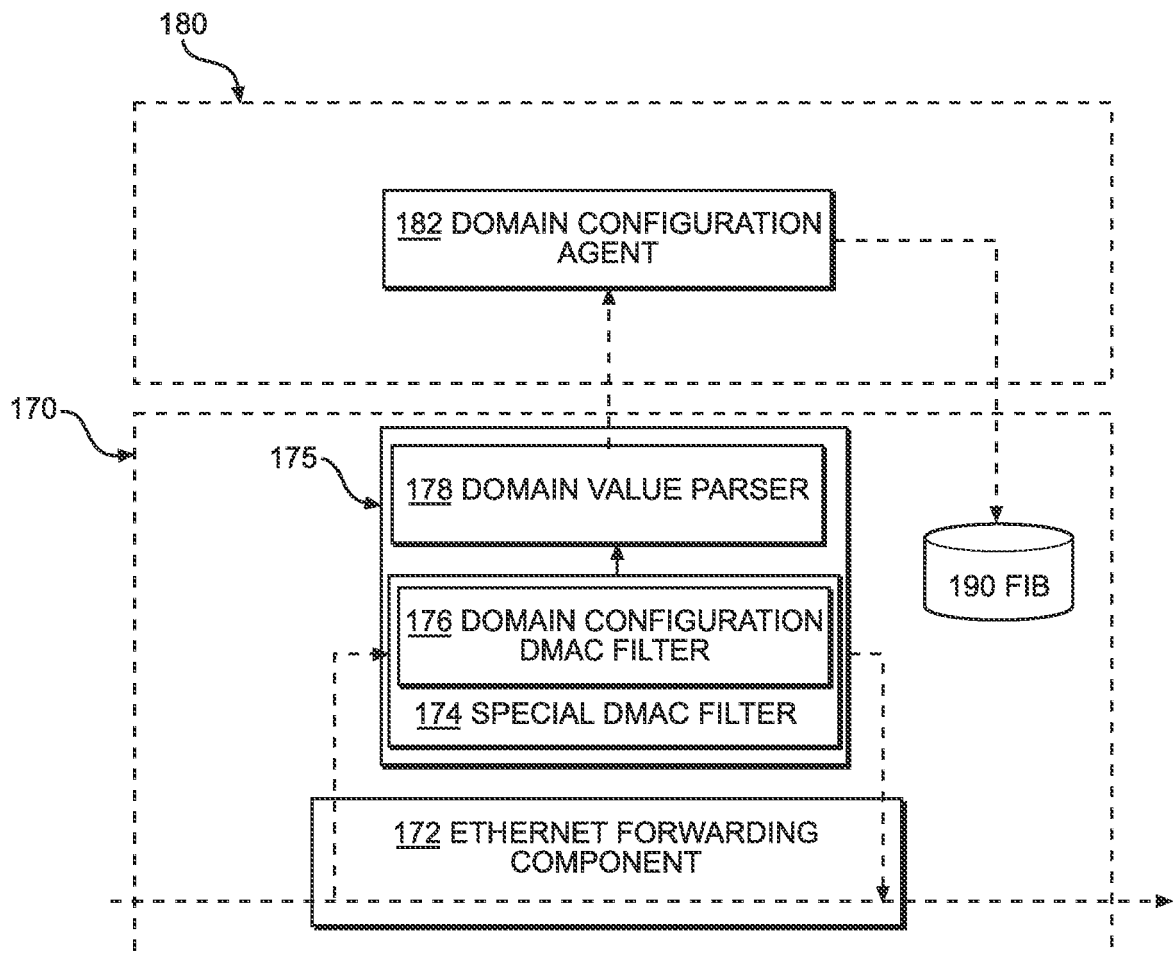 180
182 DOMAIN CONFIGURATION
AGENT
170
175
178 DOMAIN VALUE PARSER
190 FIB
176 DOMAIN CONFIGURATION
DMAC FILTER
174 SPECIAL DMAC FILTER
172 ETHERNET FORWARDING
COMPONENT